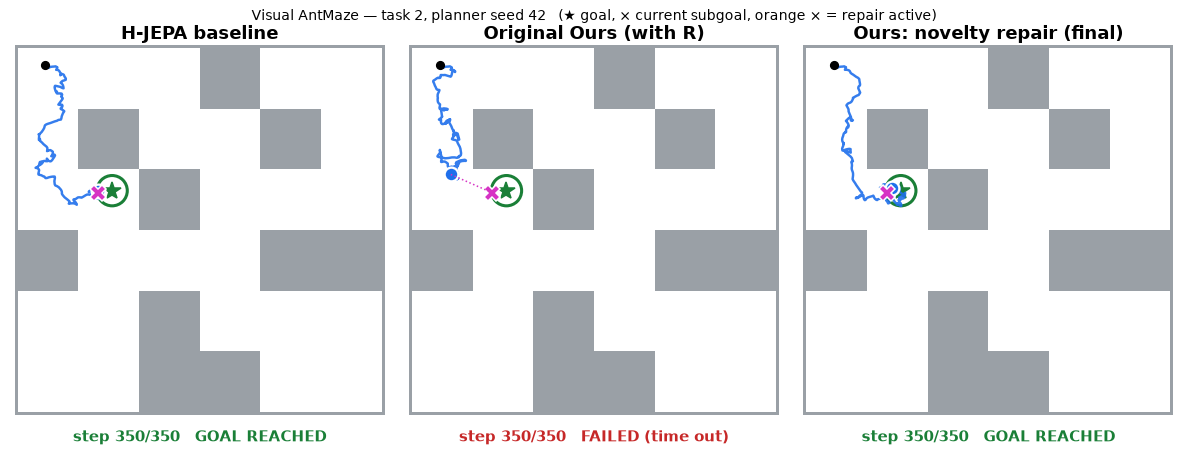 Visual AntMaze — task 2, planner seed 42   (★ goal, × current subgoal, orange × = repair active)
H-JEPA baseline
Original Ours (with R)
Ours: novelty repair (final)
step 350/350   GOAL REACHED
step 350/350   FAILED (time out)
step 350/350   GOAL REACHED